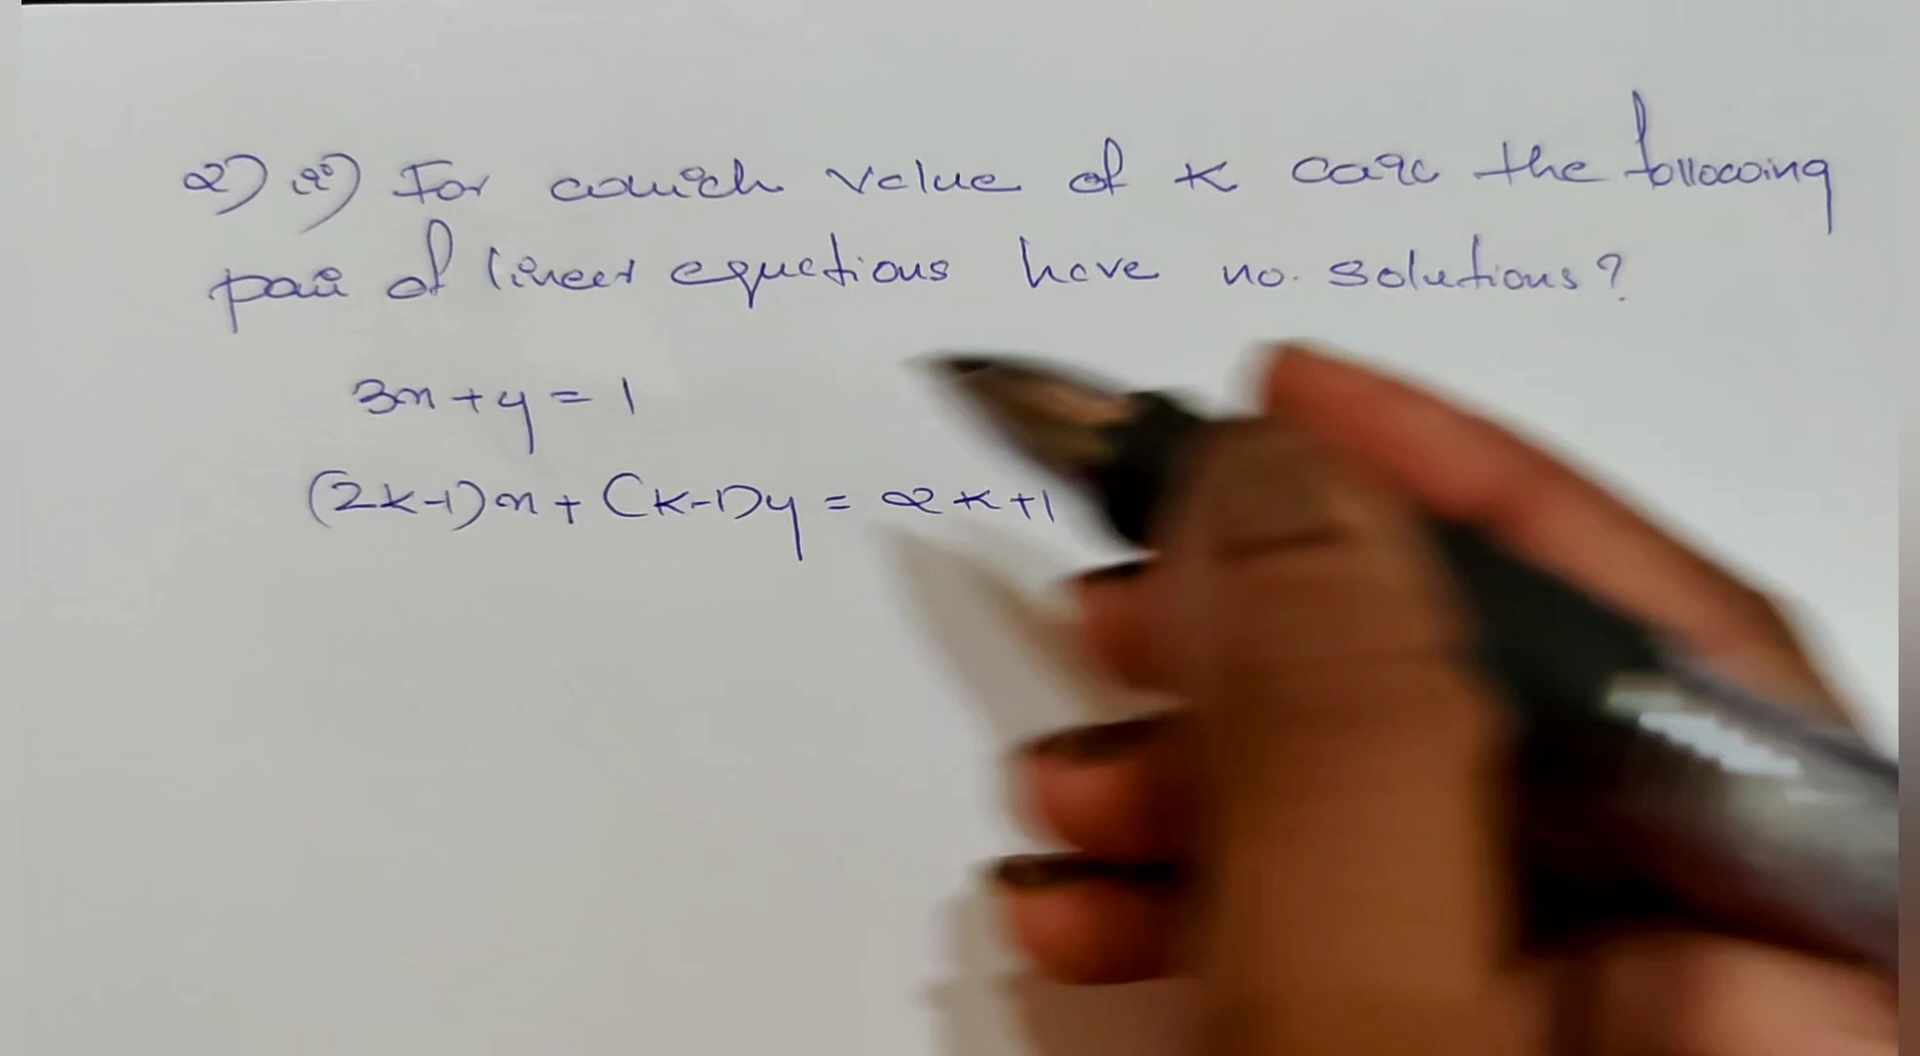 2) ii) For which value of k care the following
pair of linear equations have no solutions?
3x + y = 1
(2k-1)x + (k-1)y = 2k+1